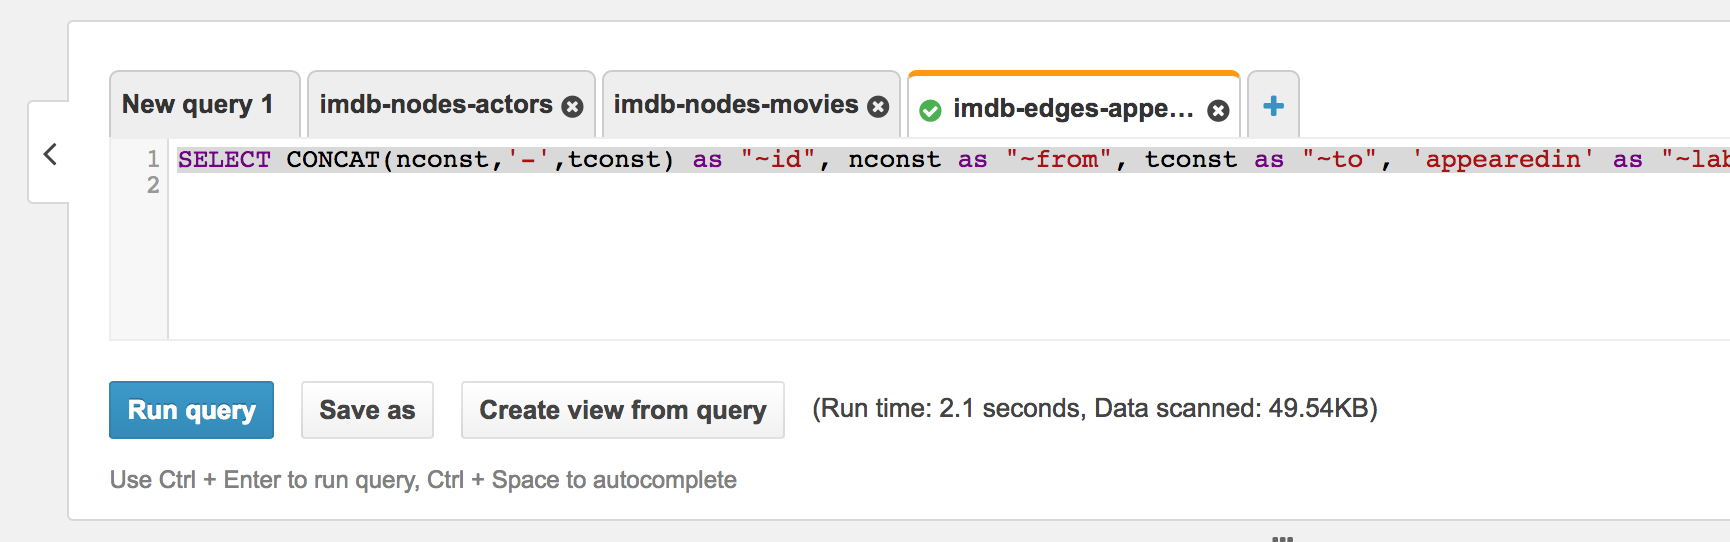 New query 1 imdb-nodes-actors imdb-nodes-movies imdb-edges-appe... +
1 SELECT CONCAT(nconst,'-',tconst) as "~id", nconst as "~from", tconst as "~to", 'appearedin' as "~lab
2
Run query Save as Create view from query (Run time: 2.1 seconds, Data scanned: 49.54KB)
Use Ctrl + Enter to run query, Ctrl + Space to autocomplete